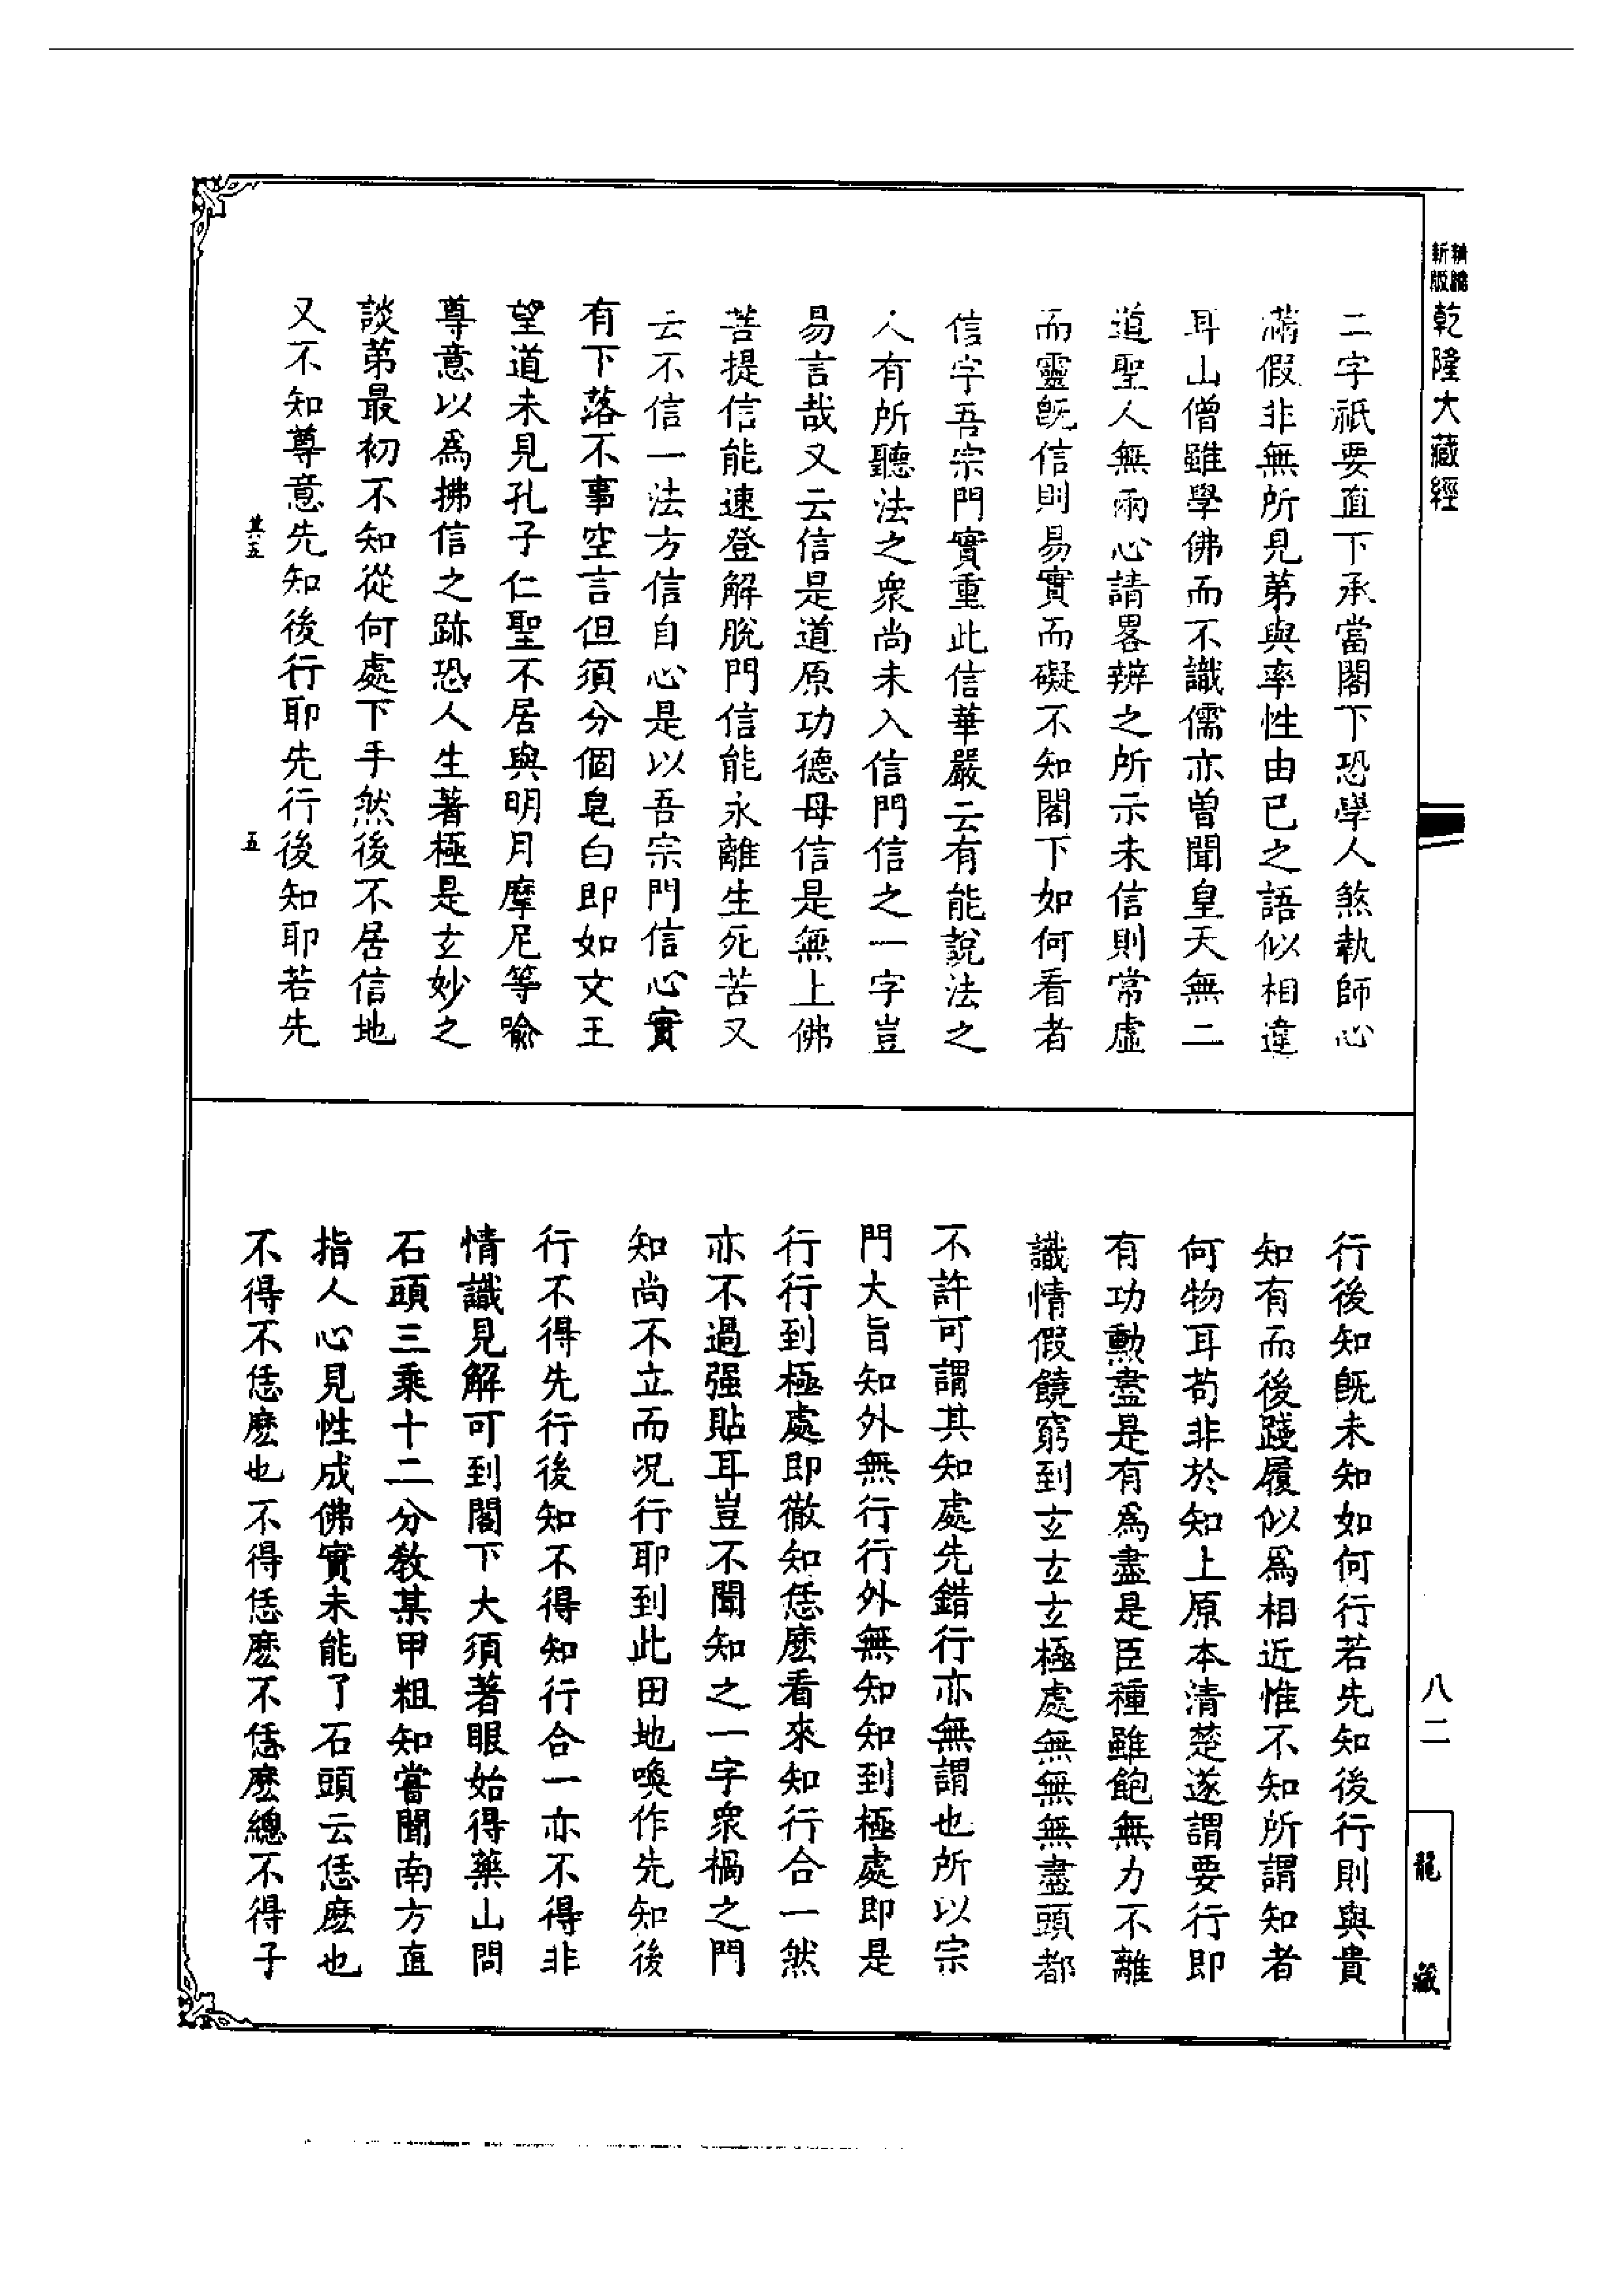 新版
乾隆大藏經
二字祇要直下承當閣下恐學人煞執師心
滿假非無所見第與率性由已之語似相違
耳山僧雖學佛而不識儒亦曾聞皇天無二
道聖人無兩心請畧辨之所示未信則常虛
而靈既信則易實而礙不知閣下如何看者
信字吾宗門實重此信華嚴云有能說法之
人有所聽法之衆尚未入信門信之一字豈
易言哉又云信是道原功德母信是無上佛
菩提信能速登解脫門信能永離生死苦又
云不信一法方信自心是以吾宗門信心實
有下落不事空言但須分個皂白即如文王
望道未見孔子仁聖不居與明月摩尼等喻
尊意以為拂信之跡恐人生著極是玄妙之
談第最初不知從何處下手然後不居信地
又不知尊意先知後行耶先行後知耶若先
五
行後知既未知如何行若先知後行則與貴
知有而後踐履似為相近惟不知所謂知者
何物耳苟非於知上原本清楚遂謂要行即
有功勳盡是有為盡是臣種雖飽無力不離
識情假饒窮到玄玄玄極處無無無盡頭都
不許可謂其知處先錯行亦無謂也所以宗
門大旨知外無行行外無知知到極處即是
行行到極處即徹知恁麼看來知行合一然
亦不過强貼耳豈不聞知之一字衆禍之門
知尚不立而况行耶到此田地喚作先知後
行不得先行後知不得知行合一亦不得非
情識見解可到閣下大須著眼始得藥山問
石頭三乘十二分教某甲粗知嘗聞南方直
指人心見性成佛實未能了石頭云恁麼也
不得不恁麼也不得恁麼不恁麼總不得子
八二
龍藏